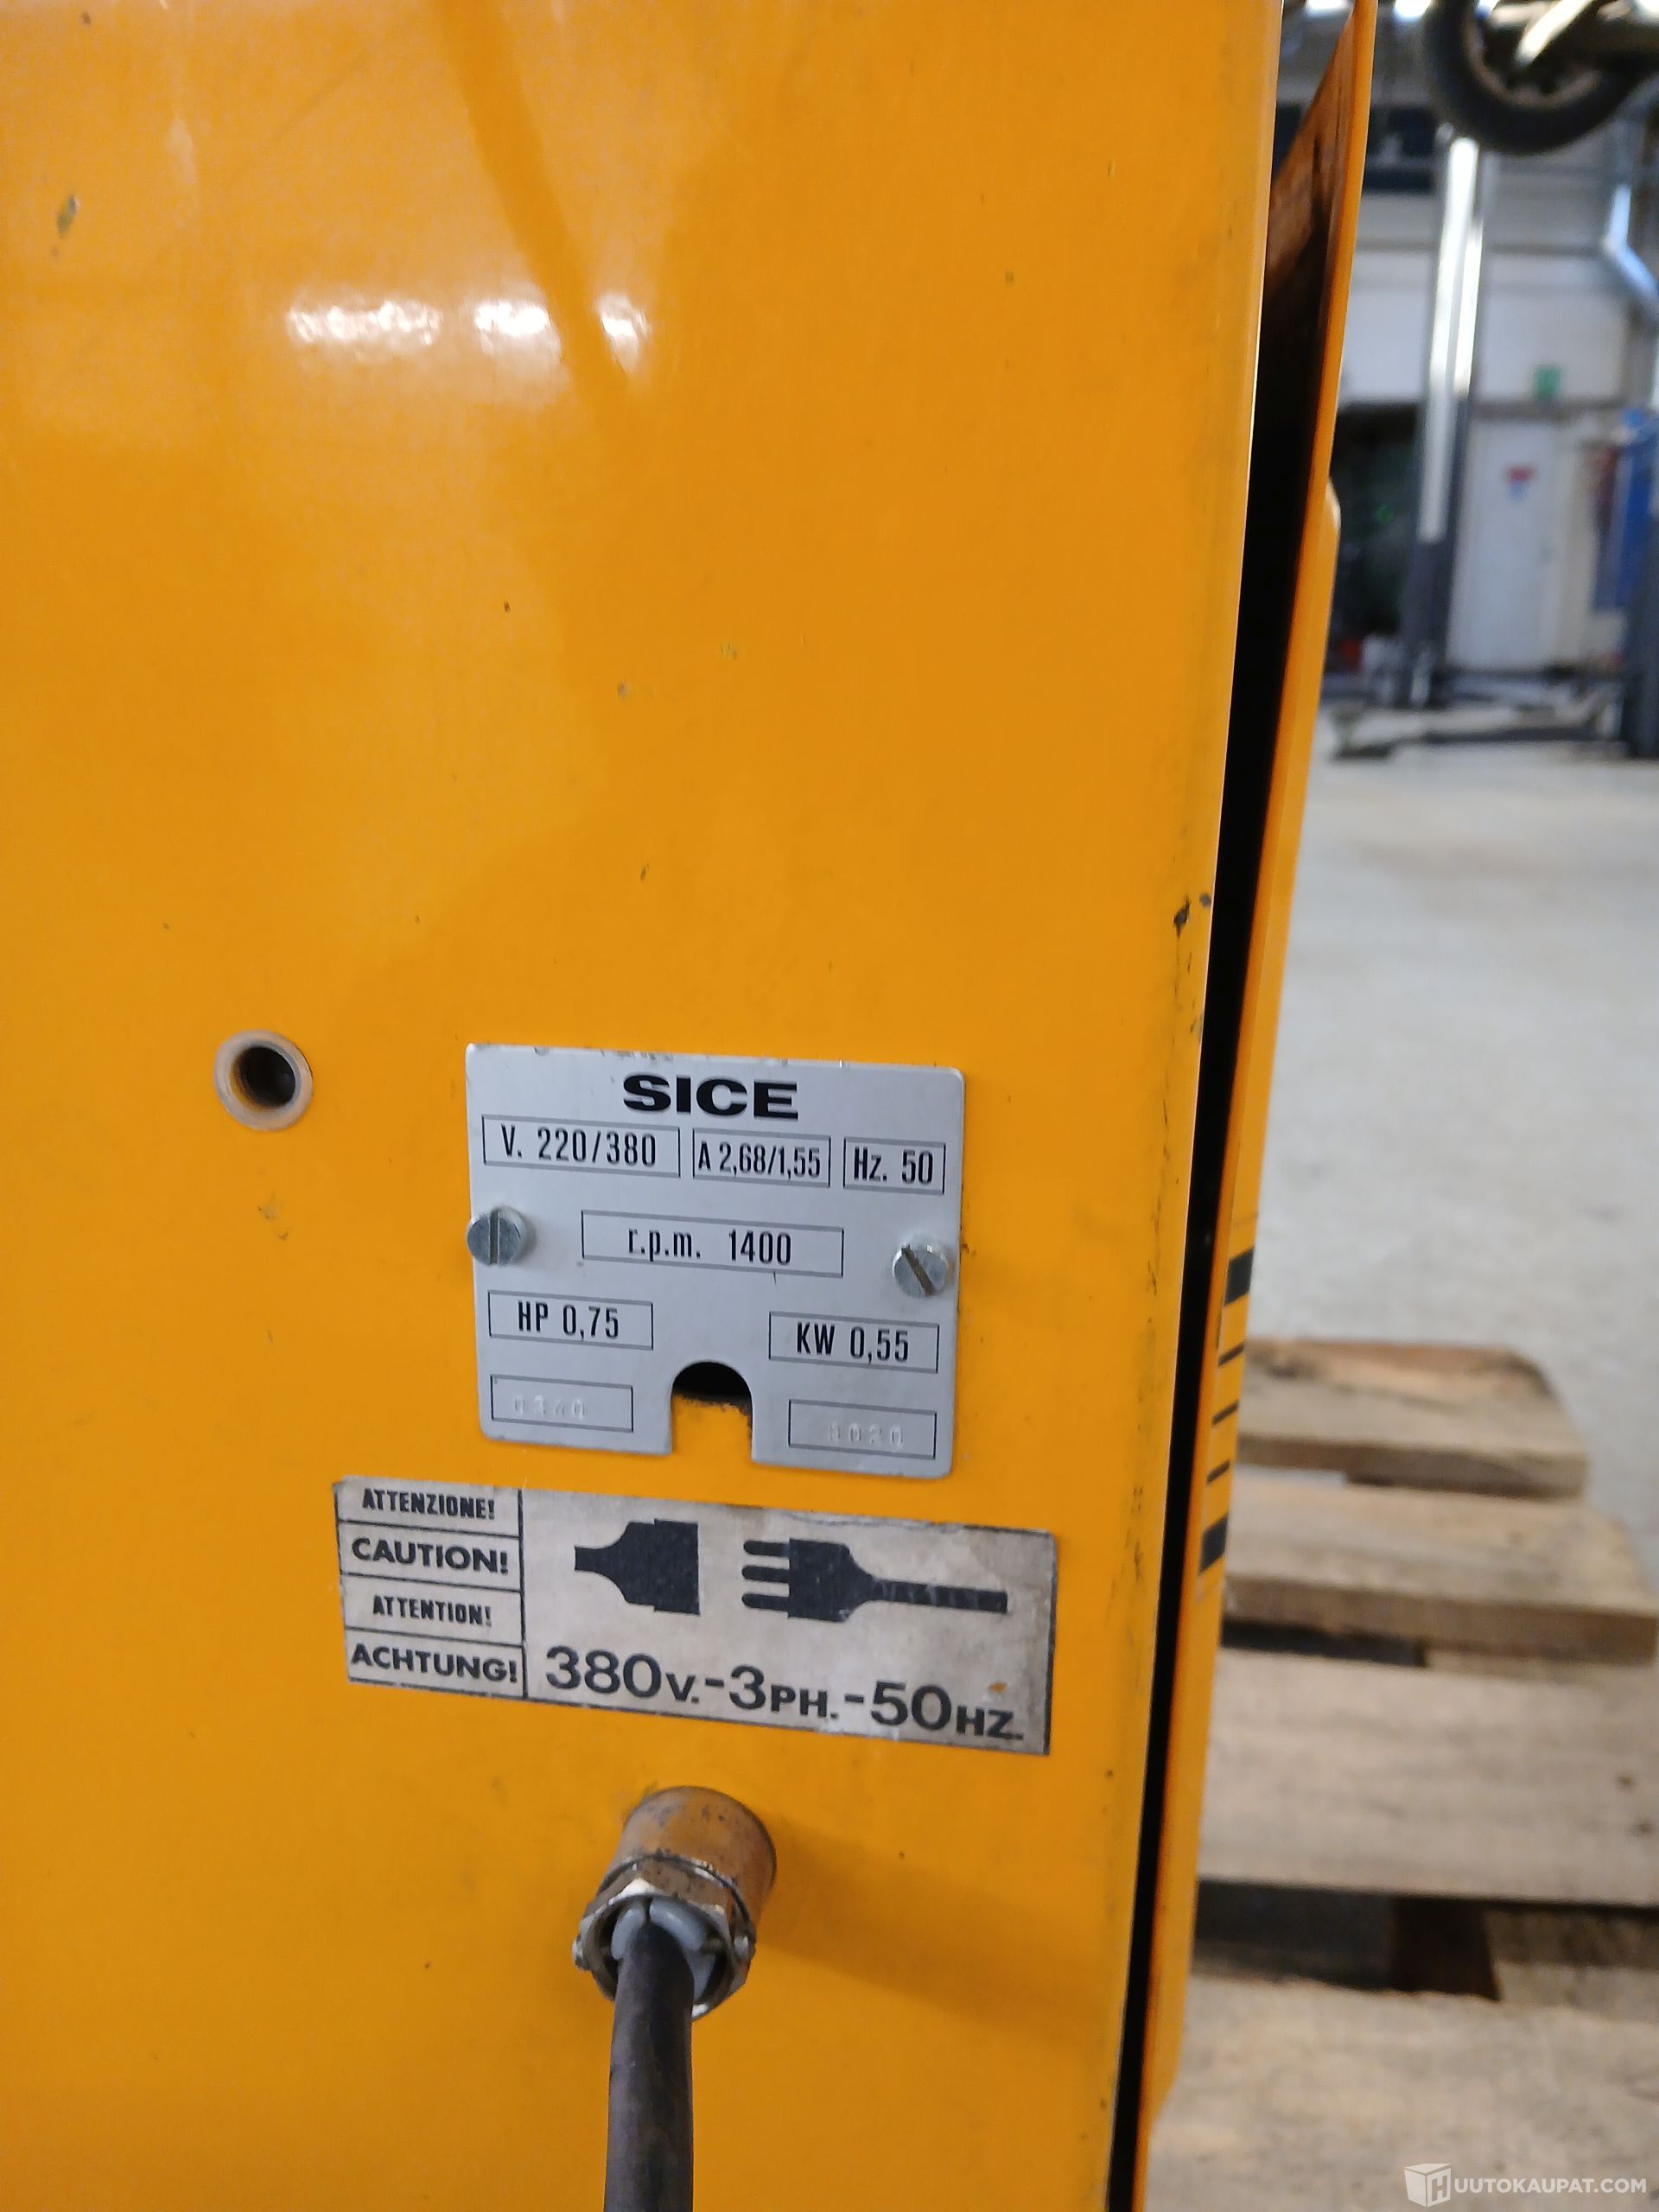 SICE
V. 220/380 A 2,68/1,55 Hz. 50
r.p.m. 1400
HP 0,75 KW 0,55
ATTENZIONE!
CAUTION!
ATTENTION!
ACHTUNG!
380V.-3PH.-50HZ.
HUUTOKAUPAT.COM